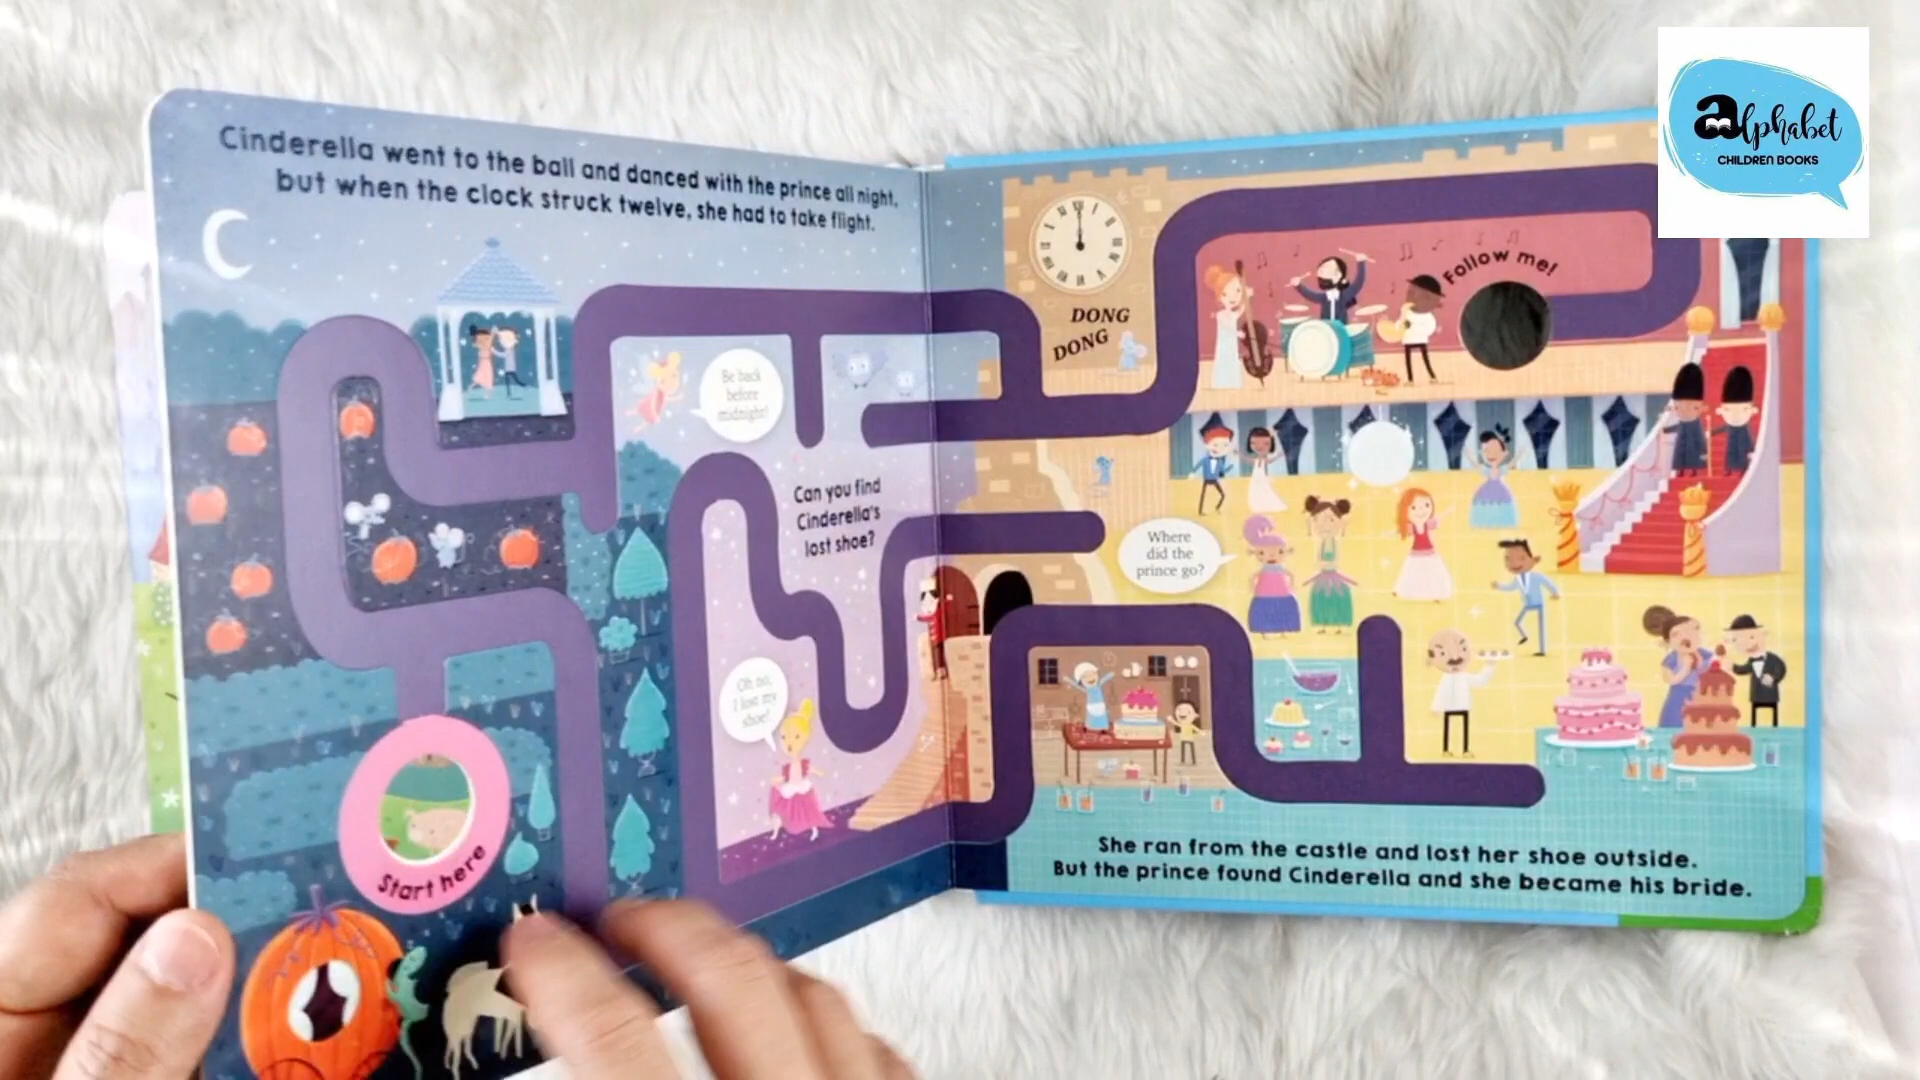 Cinderella went to the ball and danced with the prince all night,
but when the clock struck twelve, she had to take flight.
Be back
before
midnight!
Can you find
Cinderella's
lost shoe?
Oh no,
I lost my
shoe!
Start here
DONG
DONG
Follow me!
Where
did the
prince go?
She ran from the castle and lost her shoe outside.
But the prince found Cinderella and she became his bride.
alphabet
CHILDREN BOOKS